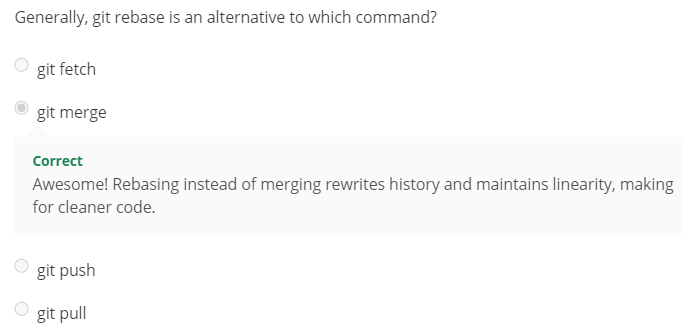 Generally, git rebase is an alternative to which command?
git fetch
git merge
Correct
Awesome! Rebasing instead of merging rewrites history and maintains linearity, making
for cleaner code.
git push
git pull